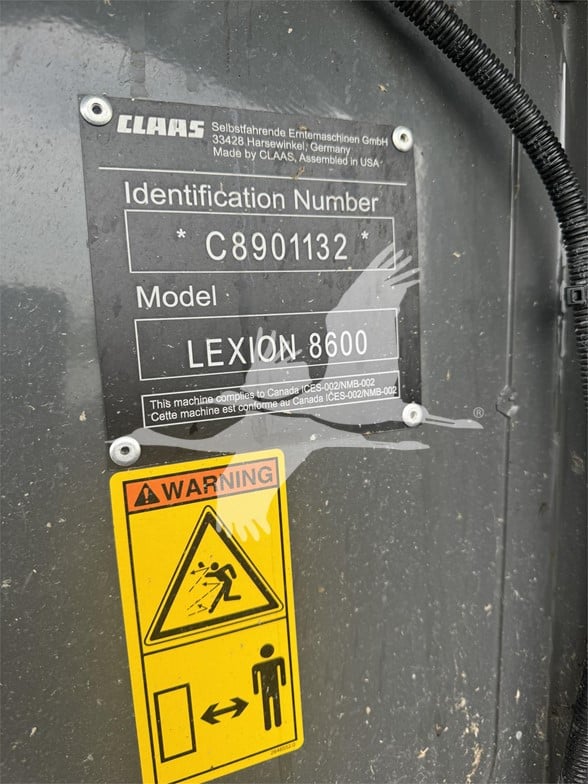 CLAAS Selbstfahrende Erntemaschinen GmbH
33428 Harsewinkel, Germany
Made by CLAAS, Assembled in USA
Identification Number
* C8901132 *
Model
LEXION 8600
This machine complies to Canada ICES-002/NMB-002
Cette machine est conforme au Canada ICES-002/NMB-002
®
WARNING